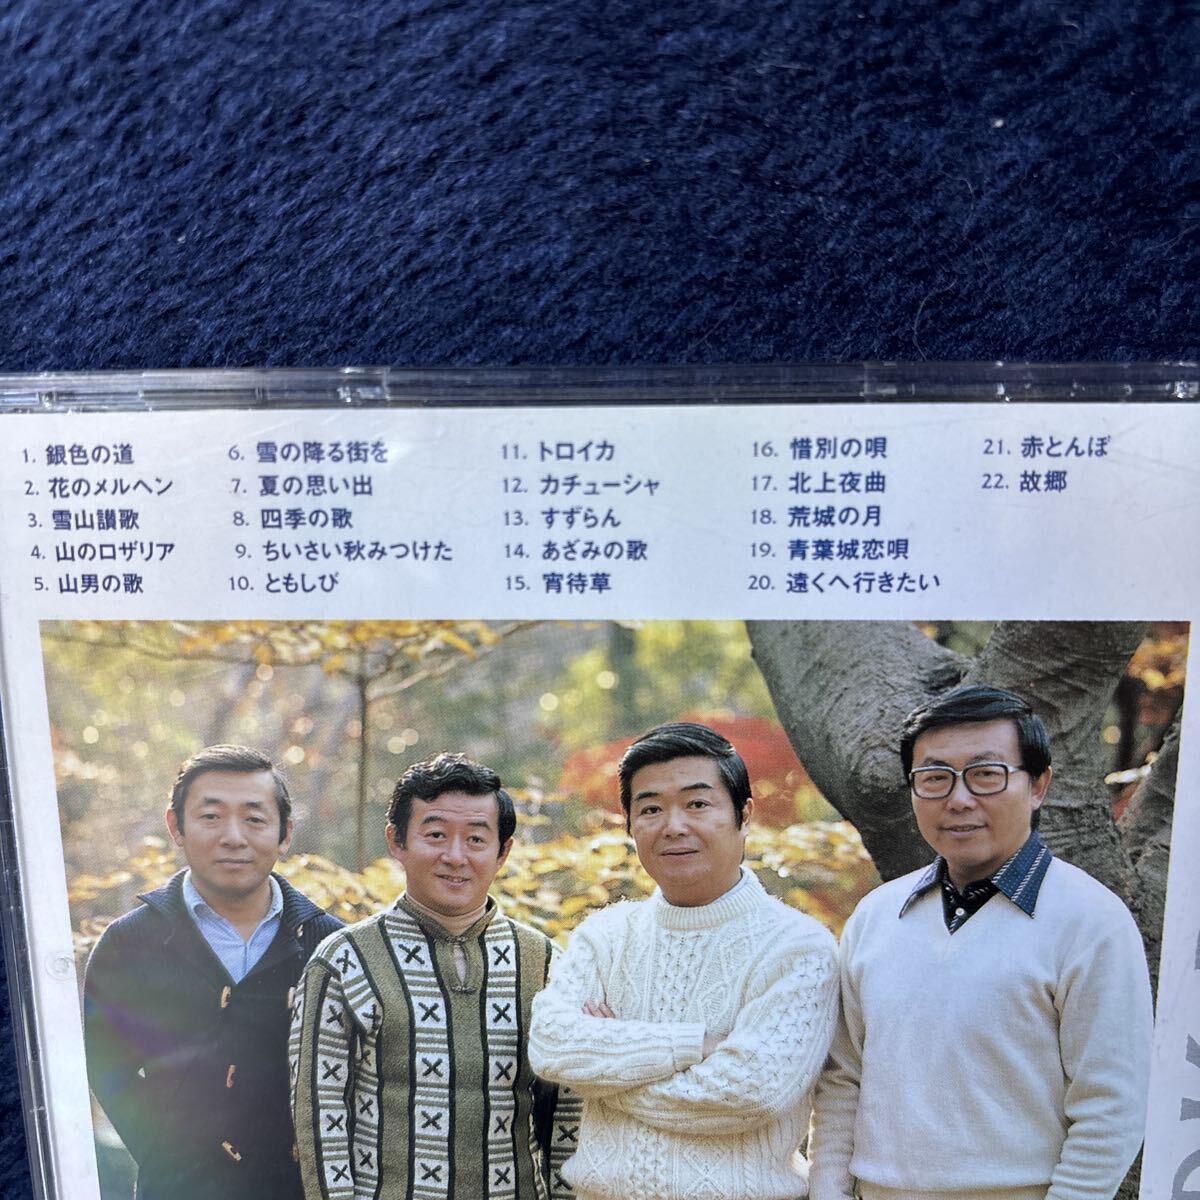 1. 銀色の道
2. 花のメルヘン
3. 雪山讃歌
4. 山のロザリア
5. 山男の歌
6. 雪の降る街を
7. 夏の思い出
8. 四季の歌
9. ちいさい秋みつけた
10. ともしび
11. トロイカ
12. カチューシャ
13. すずらん
14. あざみの歌
15. 宵待草
16. 惜別の唄
17. 北上夜曲
18. 荒城の月
19. 青葉城恋唄
20. 遠くへ行きたい
21. 赤とんぼ
22. 故郷